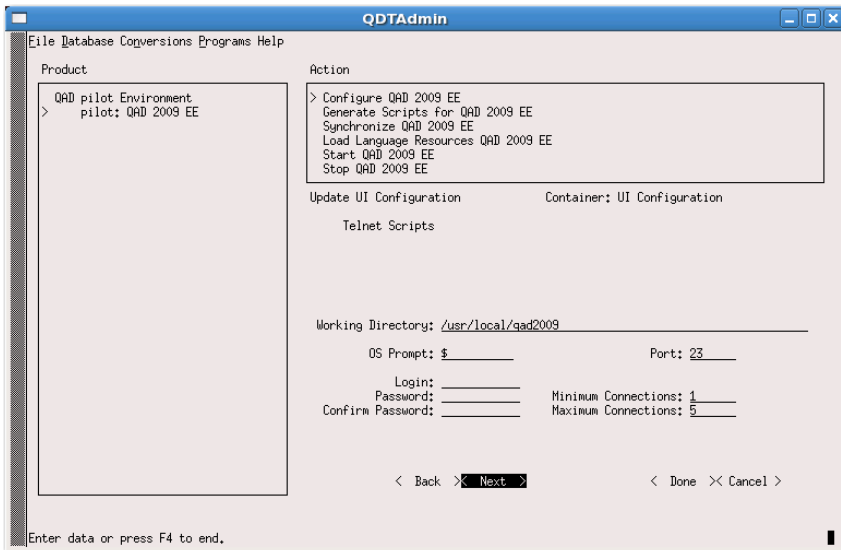 QDTAdmin
File Database Conversions Programs Help
Product
QAD pilot Environment
> pilot: QAD 2009 EE
Action
> Configure QAD 2009 EE
Generate Scripts for QAD 2009 EE
Synchronize QAD 2009 EE
Load Language Resources QAD 2009 EE
Start QAD 2009 EE
Stop QAD 2009 EE
Update UI Configuration Container: UI Configuration
Telnet Scripts
Working Directory: /usr/local/qad2009
OS Prompt: $ Port: 23
Login:
Password: Minimum Connections: 1
Confirm Password: Maximum Connections: 5
< Back >< Next > < Done >< Cancel >
Enter data or press F4 to end.